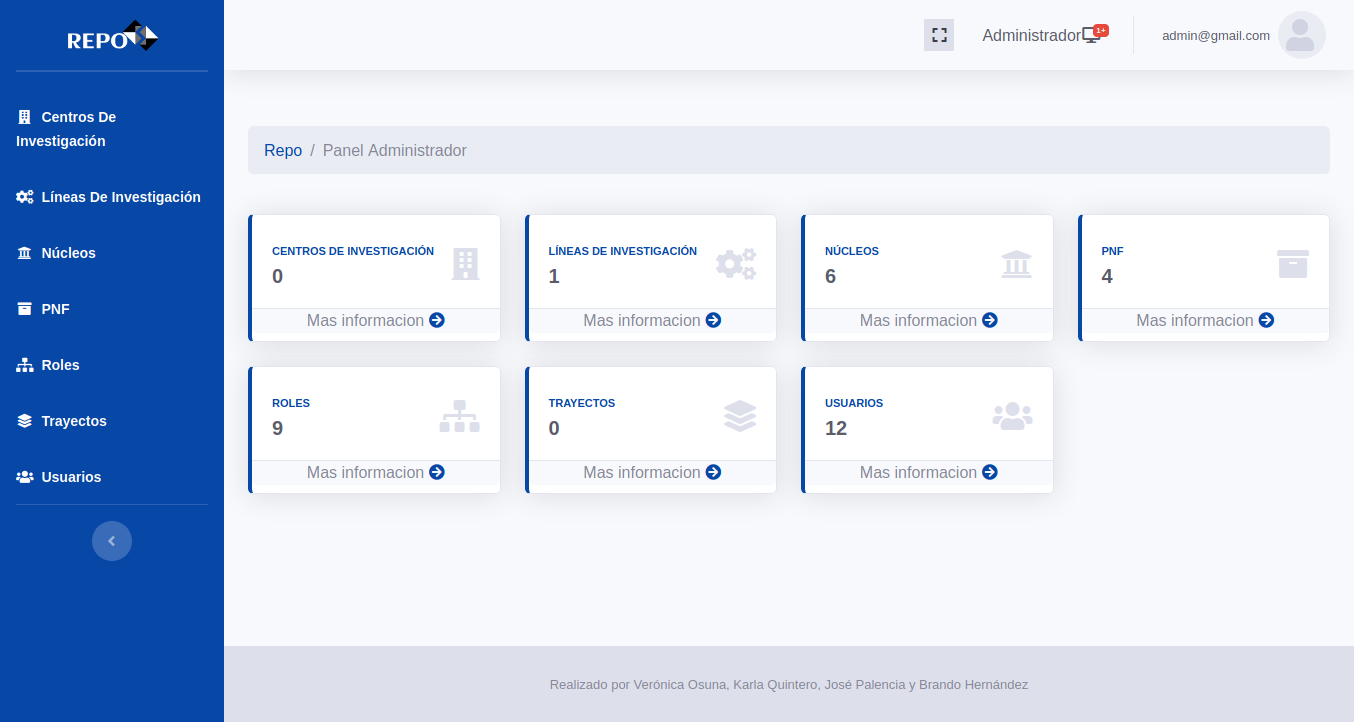 REPO
Centros De
Investigación
Líneas De Investigación
Núcleos
PNF
Roles
Trayectos
Usuarios
Administrador 1+
admin@gmail.com
Repo / Panel Administrador
CENTROS DE INVESTIGACIÓN
0
Mas informacion
LÍNEAS DE INVESTIGACIÓN
1
Mas informacion
NÚCLEOS
6
Mas informacion
PNF
4
Mas informacion
ROLES
9
Mas informacion
TRAYECTOS
0
Mas informacion
USUARIOS
12
Mas informacion
Realizado por Verónica Osuna, Karla Quintero, José Palencia y Brando Hernández